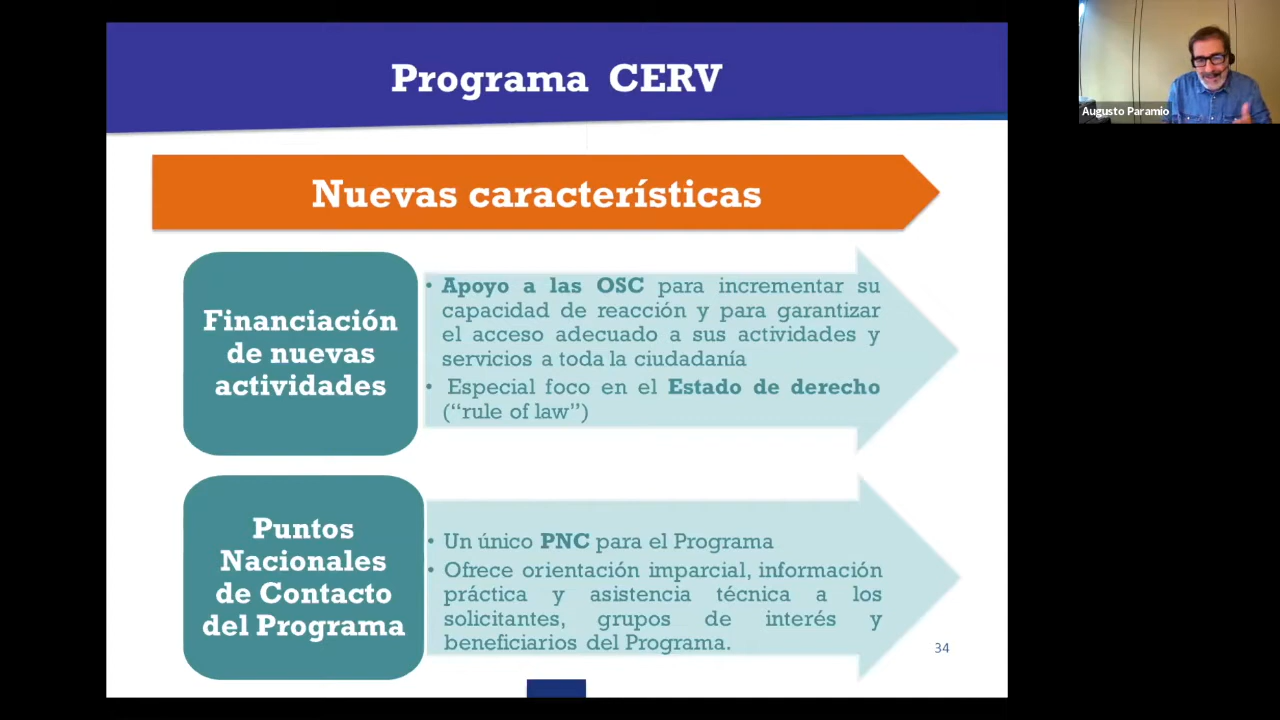 Programa CERV
Augusto Paramio
Nuevas características
Financiación
de nuevas
actividades
• Apoyo a las OSC para incrementar su
capacidad de reacción y para garantizar
el acceso adecuado a sus actividades y
servicios a toda la ciudadanía
• Especial foco en el Estado de derecho
(“rule of law”)
Puntos
Nacionales
de Contacto
del Programa
• Un único PNC para el Programa
• Ofrece orientación imparcial, información
práctica y asistencia técnica a los
solicitantes, grupos de interés y
beneficiarios del Programa.
34